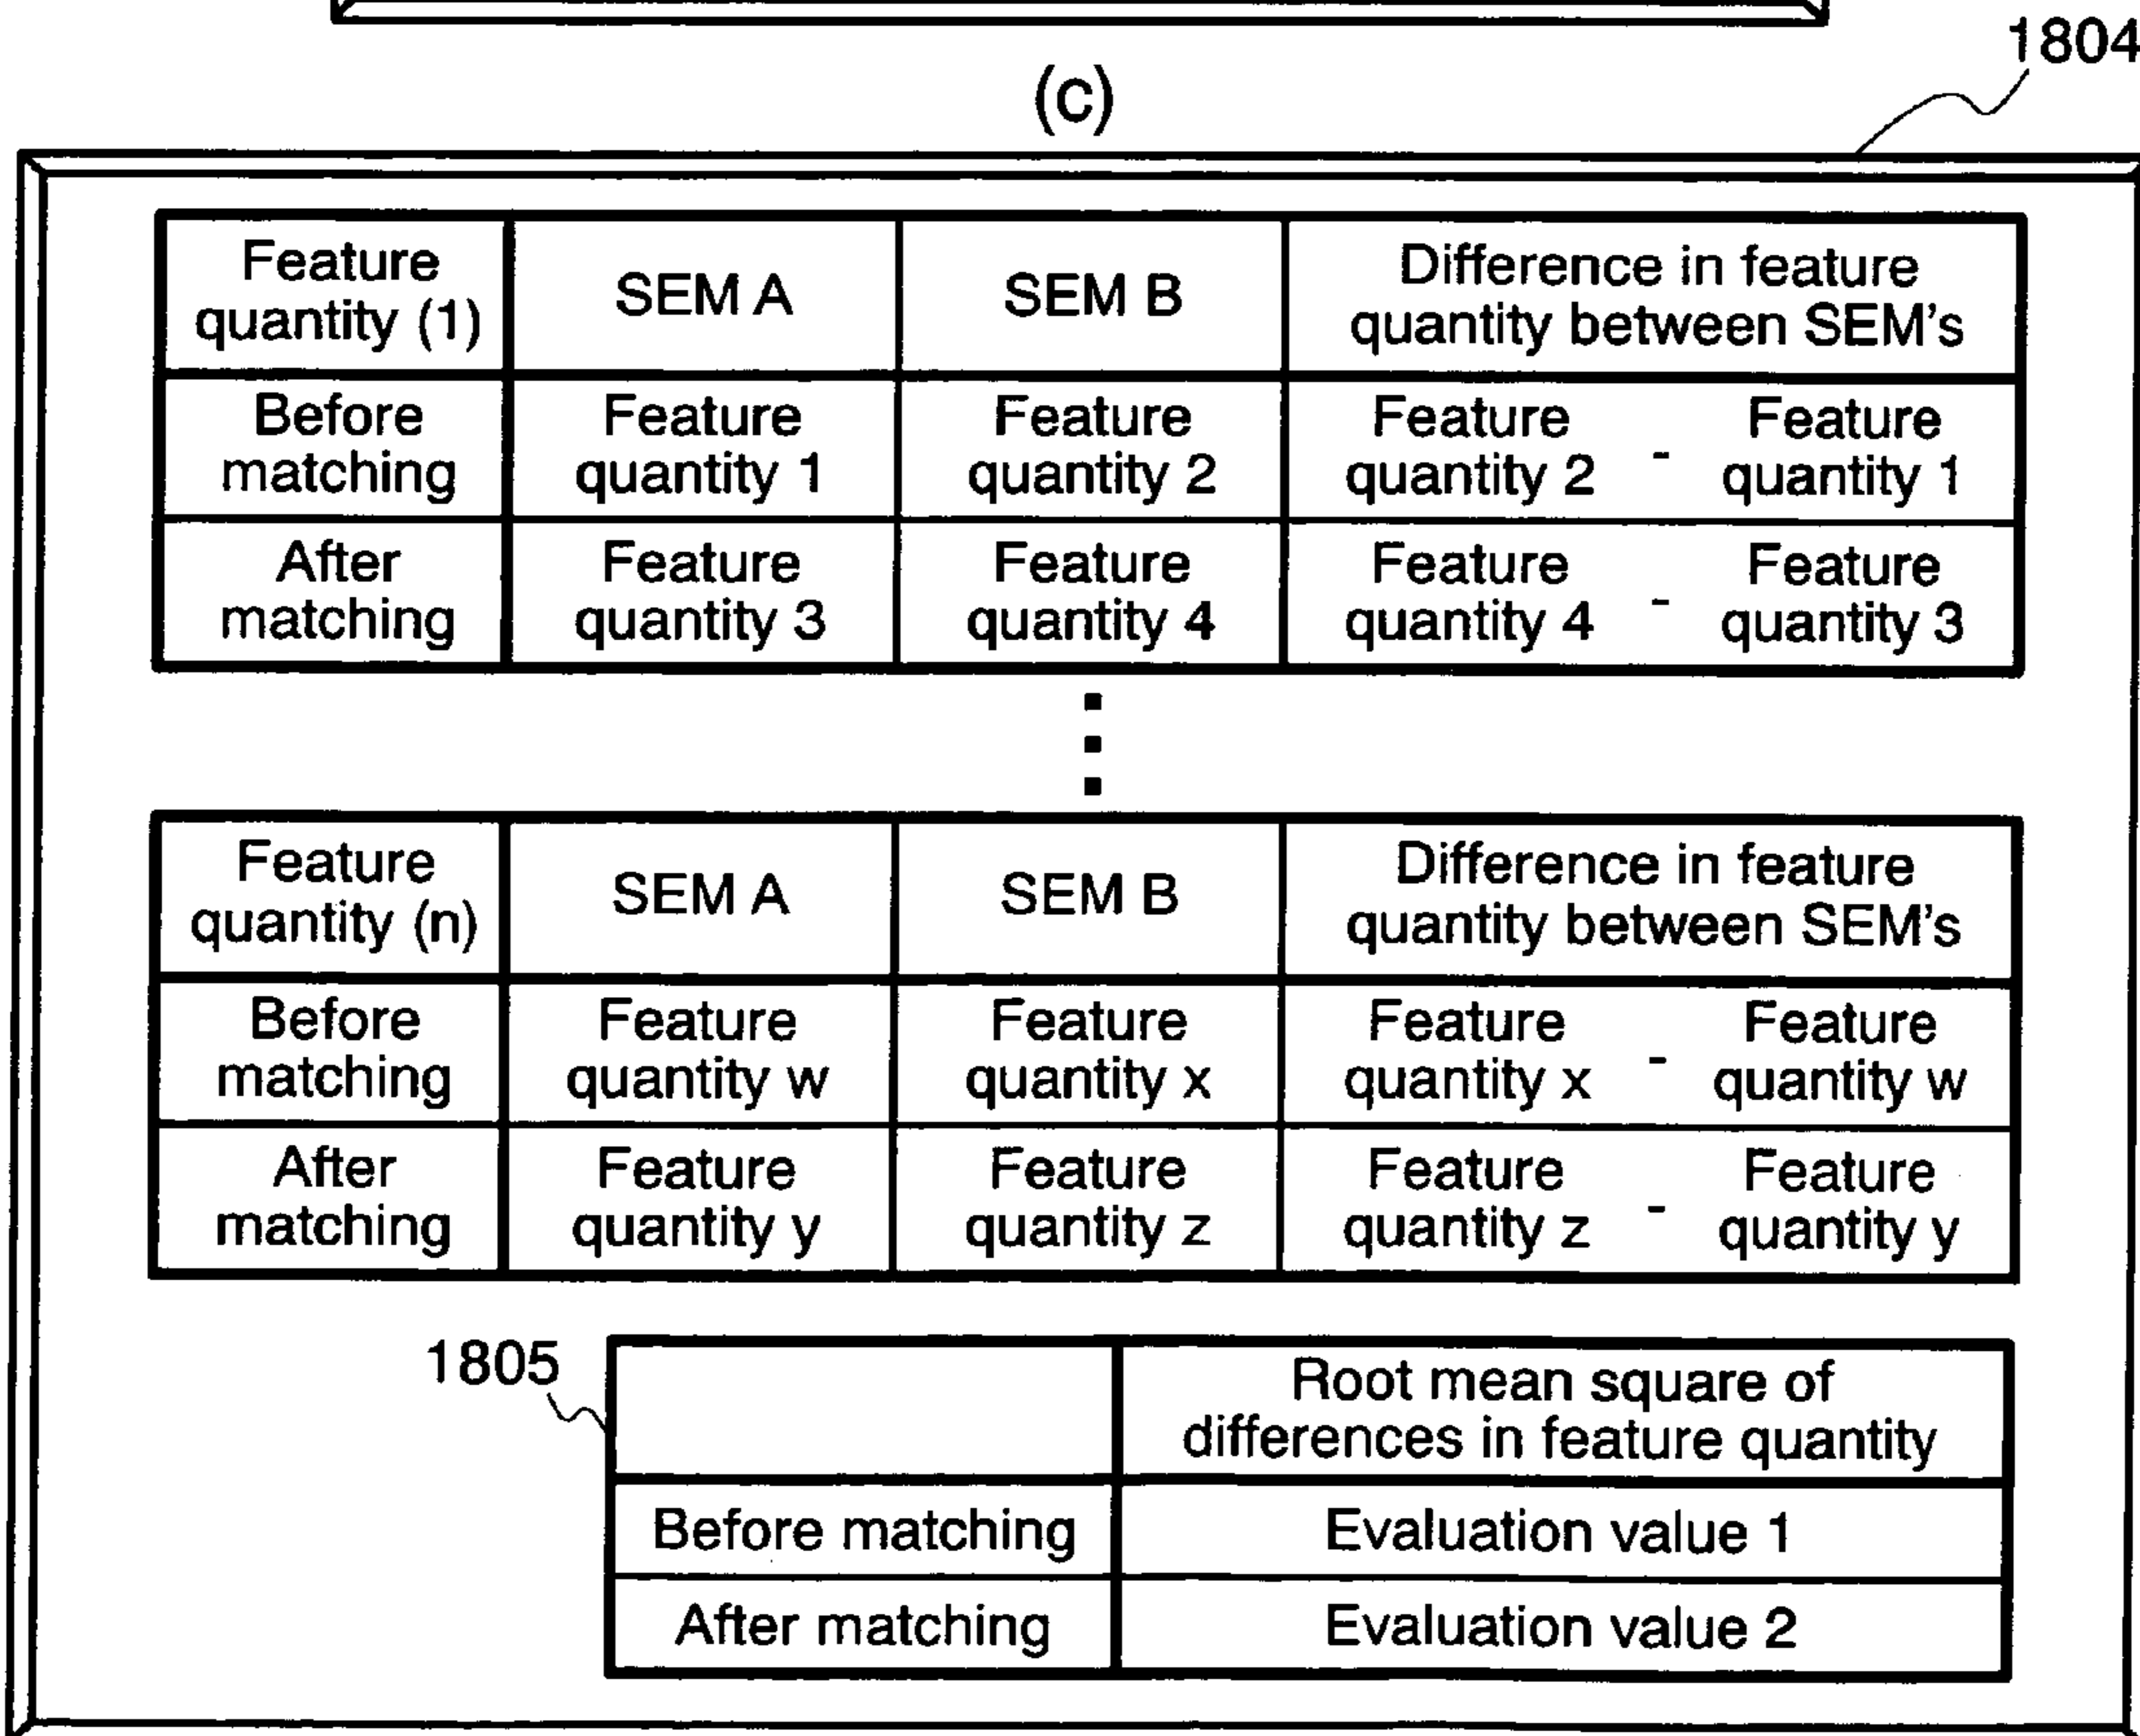 1804
(c)
Feature quantity (1) SEM A SEM B Difference in feature quantity between SEM's
Before matching Feature quantity 1 Feature quantity 2 Feature quantity 2 - Feature quantity 1
After matching Feature quantity 3 Feature quantity 4 Feature quantity 4 - Feature quantity 3
Feature quantity (n) SEM A SEM B Difference in feature quantity between SEM's
Before matching Feature quantity w Feature quantity x Feature quantity x - Feature quantity w
After matching Feature quantity y Feature quantity z Feature quantity z - Feature quantity y
1805
Root mean square of differences in feature quantity
Before matching Evaluation value 1
After matching Evaluation value 2